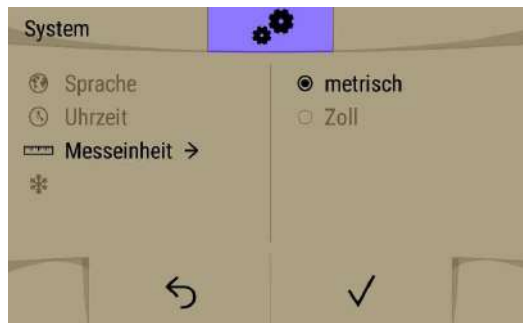 System
Sprache
Uhrzeit
Messeinheit →
metrisch
Zoll